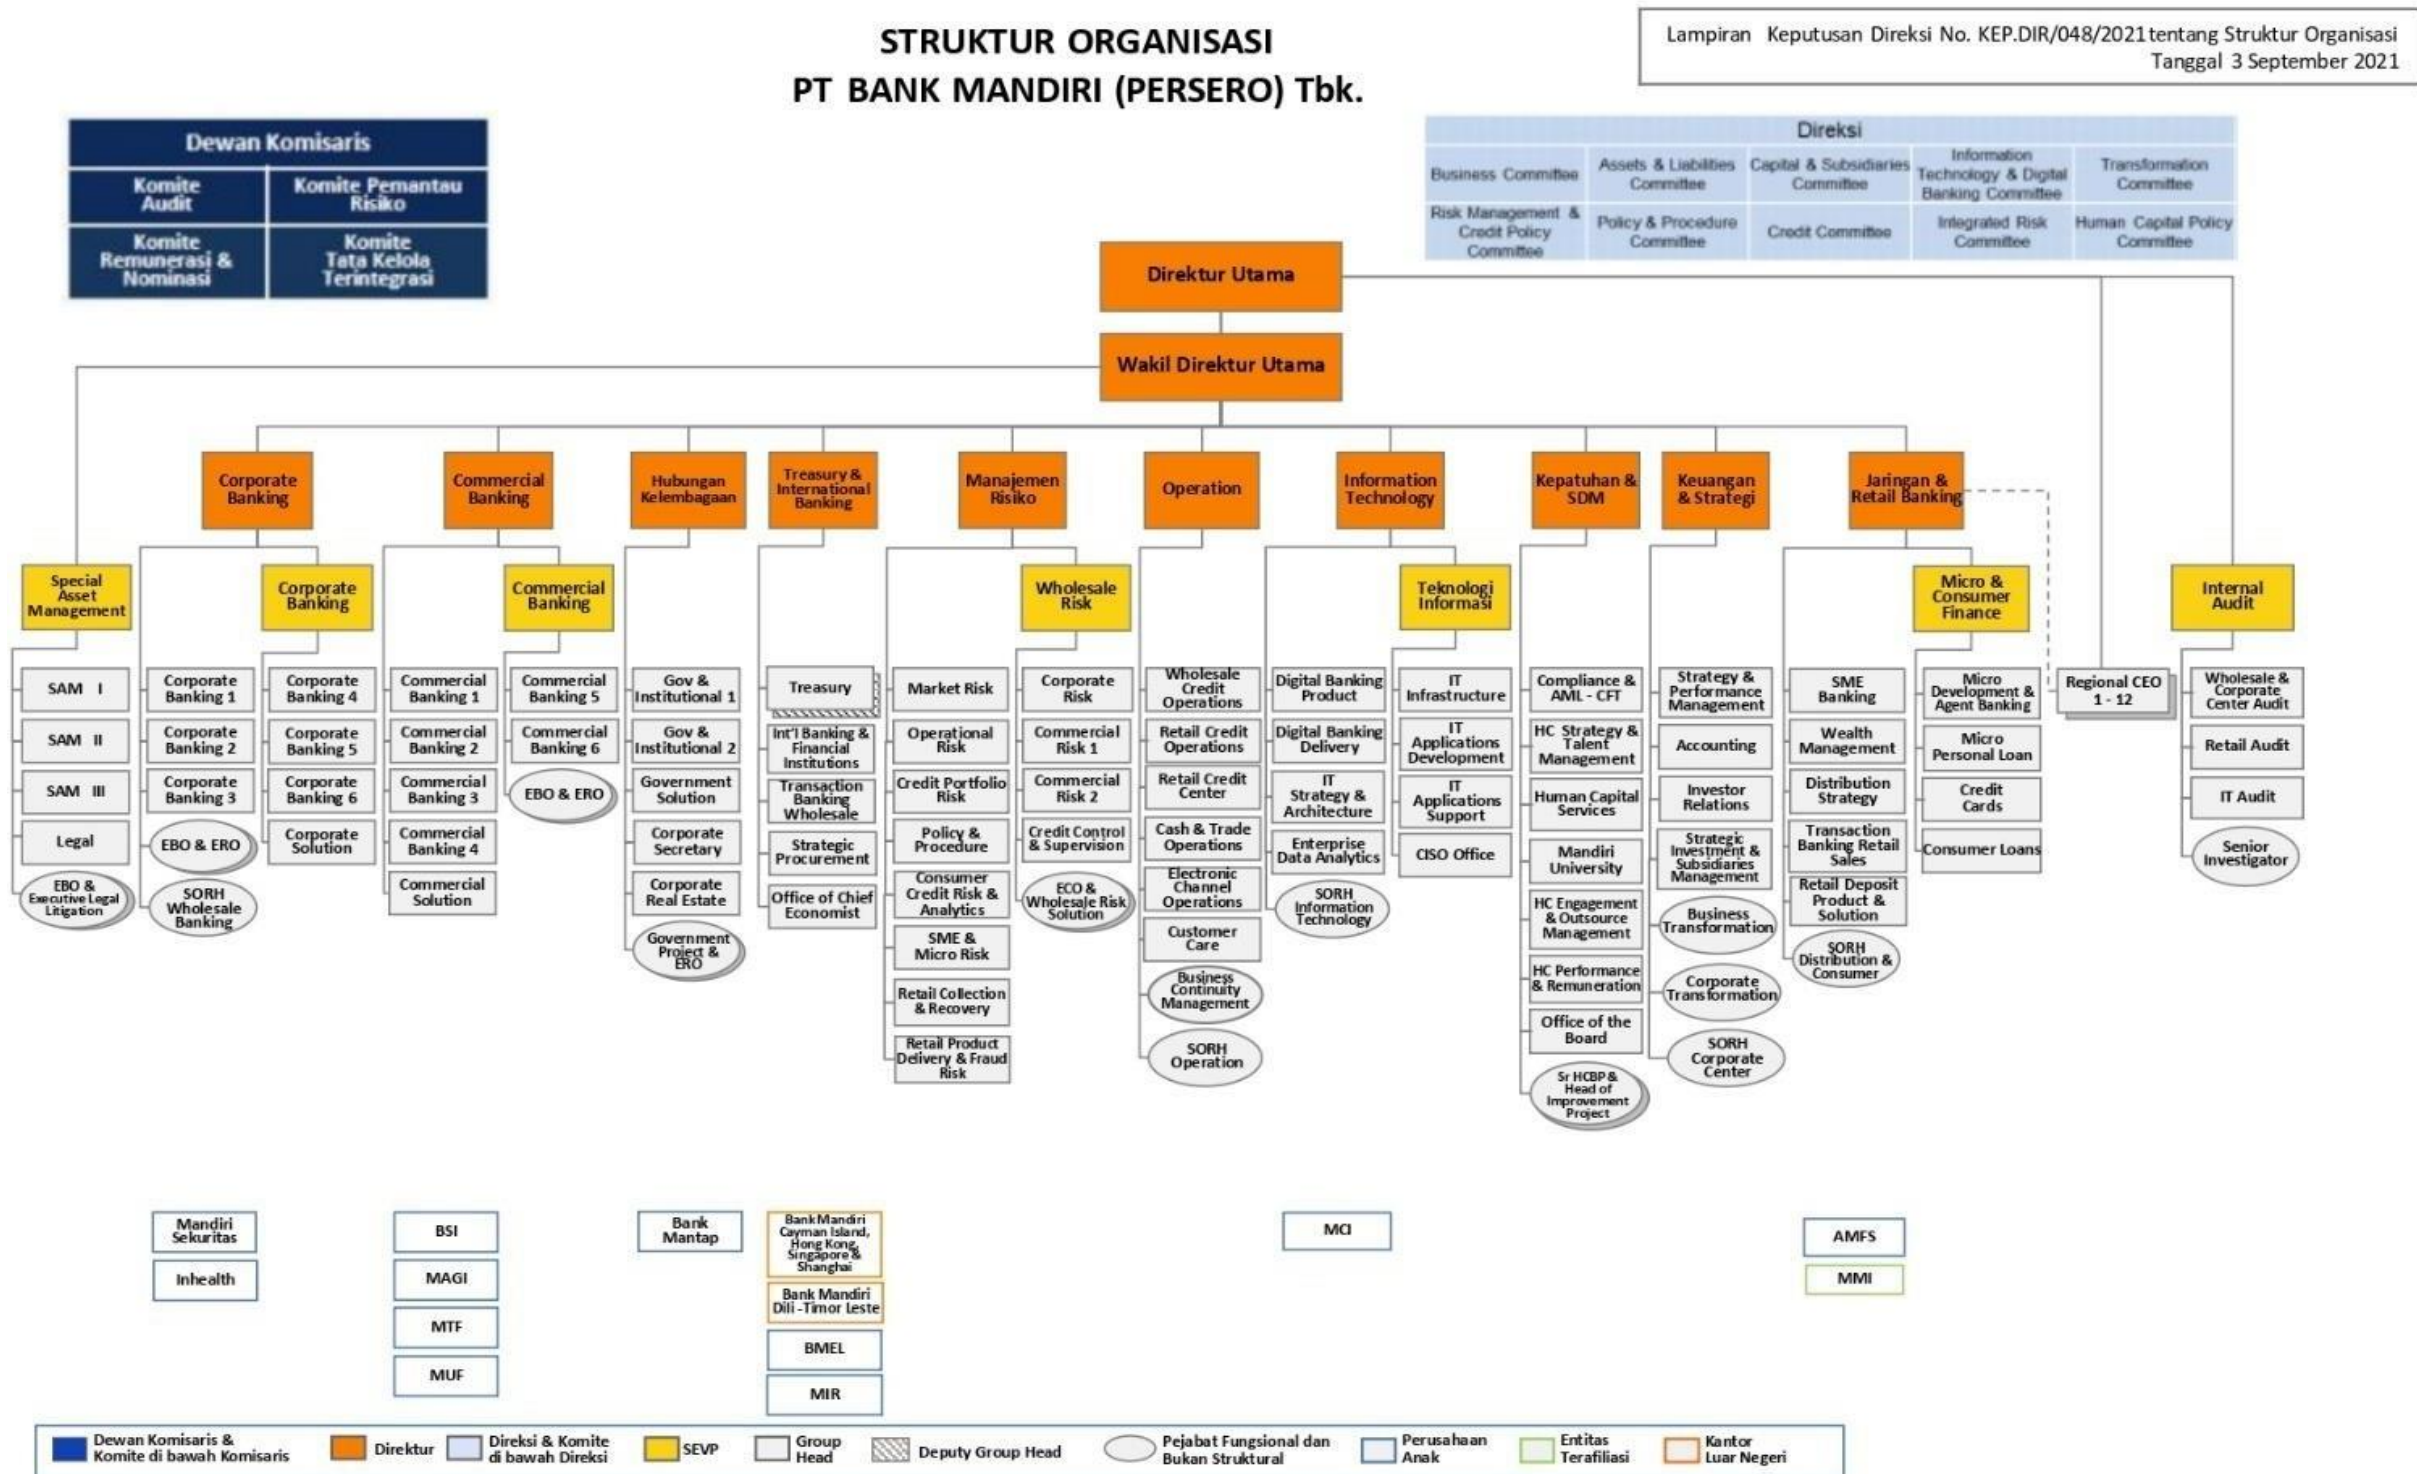 STRUKTUR ORGANISASI
PT BANK MANDIRI (PERSERO) Tbk.
Lampiran Keputusan Direksi No. KEP.DIR/048/2021 tentang Struktur Organisasi
Tanggal 3 September 2021
Dewan Komisaris
Komite
Audit
Komite Pemantau
Risiko
Komite
Remunerasi &
Nominasi
Komite
Tata Kelola
Terintegrasi
Direksi
Business Committee
Assets & Liabilities
Committee
Capital & Subsidiaries
Committee
Information
Technology & Digital
Banking Committee
Transformation
Committee
Risk Management &
Credit Policy
Committee
Policy & Procedure
Committee
Credit Committee
Integrated Risk
Committee
Human Capital Policy
Committee
Direktur Utama
Wakil Direktur Utama
Corporate
Banking
Commercial
Banking
Hubungan
Kelembagaan
Treasury &
International
Banking
Manajemen
Risiko
Operation
Information
Technology
Kepatuhan &
SDM
Keuangan
& Strategi
Jaringan &
Retail Banking
Special
Asset
Management
Corporate
Banking
Commercial
Banking
Wholesale
Risk
Teknologi
Informasi
Micro &
Consumer
Finance
Internal
Audit
SAM I
SAM II
SAM III
Legal
EBO &
Executive Legal
Litigation
Corporate
Banking 1
Corporate
Banking 2
Corporate
Banking 3
EBO & ERO
SORH
Wholesale
Banking
Corporate
Banking 4
Corporate
Banking 5
Corporate
Banking 6
Corporate
Solution
Commercial
Banking 1
Commercial
Banking 2
Commercial
Banking 3
Commercial
Banking 4
Commercial
Solution
Commercial
Banking 5
Commercial
Banking 6
EBO & ERO
Gov &
Institutional 1
Gov &
Institutional 2
Government
Solution
Corporate
Secretary
Corporate
Real Estate
Government
Project &
ERO
Treasury
Int'l Banking &
Financial
Institutions
Transaction
Banking
Wholesale
Strategic
Procurement
Office of Chief
Economist
Market Risk
Operational
Risk
Credit Portfolio
Risk
Policy &
Procedure
Consumer
Credit Risk &
Analytics
SME &
Micro Risk
Retail Collection
& Recovery
Retail Product
Delivery & Fraud
Risk
Corporate
Risk
Commercial
Risk 1
Commercial
Risk 2
Credit Control
& Supervision
ECO &
Wholesale Risk
Solution
Wholesale
Credit
Operations
Retail Credit
Operations
Retail Credit
Center
Cash & Trade
Operations
Electronic
Channel
Operations
Customer
Care
Business
Continuity
Management
SORH
Operation
Digital Banking
Product
Digital Banking
Delivery
IT
Strategy &
Architecture
Enterprise
Data Analytics
SORH
Information
Technology
IT
Infrastructure
IT
Applications
Development
IT
Applications
Support
CISO Office
Compliance &
AML - CFT
HC Strategy &
Talent
Management
Human Capital
Services
Mandiri
University
HC Engagement
& Outsource
Management
HC Performance
& Remuneration
Office of the
Board
Sr HCBP &
Head of
Improvement
Project
Strategy &
Performance
Management
Accounting
Investor
Relations
Strategic
Investment &
Subsidiaries
Management
Business
Transformation
Corporate
Transformation
SORH
Corporate
Center
SME
Banking
Wealth
Management
Distribution
Strategy
Transaction
Banking Retail
Sales
Retail Deposit
Product &
Solution
SORH
Distribution &
Consumer
Micro
Development &
Agent Banking
Micro
Personal Loan
Credit
Cards
Consumer Loans
Regional CEO
1 - 12
Wholesale &
Corporate
Center Audit
Retail Audit
IT Audit
Senior
Investigator
Mandiri
Sekuritas
Inhealth
BSI
MAGI
MTF
MUF
Bank
Mantap
Bank Mandiri
Cayman Island,
Hong Kong,
Singapore &
Shanghai
Bank Mandiri
Dili -Timor Leste
BMEL
MIR
MCI
AMFS
MMI
Dewan Komisaris &
Komite di bawah Komisaris
Direktur
Direksi & Komite
di bawah Direksi
SEVP
Group
Head
Deputy Group Head
Pejabat Fungsional dan
Bukan Struktural
Perusahaan
Anak
Entitas
Terafiliasi
Kantor
Luar Negeri